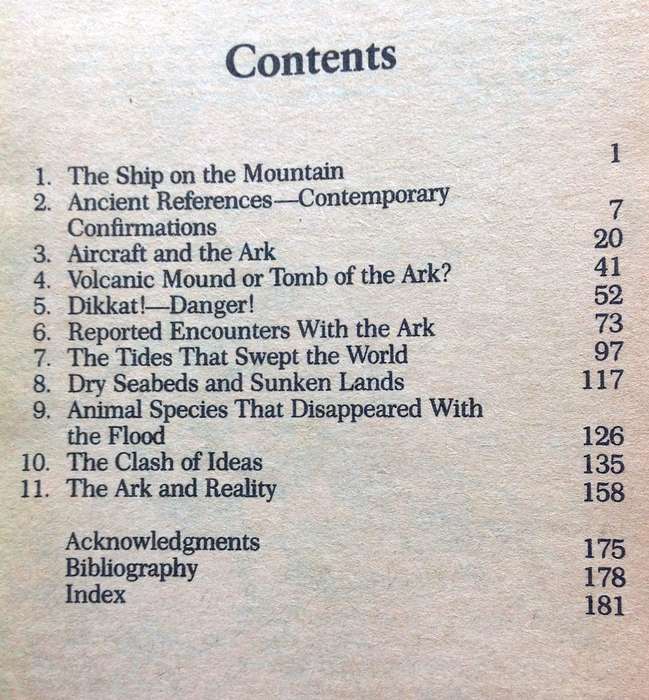 Contents
1. The Ship on the Mountain 1
2. Ancient References—Contemporary
Confirmations 7
3. Aircraft and the Ark 20
4. Volcanic Mound or Tomb of the Ark? 41
5. Dikkat!—Danger! 52
6. Reported Encounters With the Ark 73
7. The Tides That Swept the World 97
8. Dry Seabeds and Sunken Lands 117
9. Animal Species That Disappeared With
the Flood 126
10. The Clash of Ideas 135
11. The Ark and Reality 158
Acknowledgments 175
Bibliography 178
Index 181